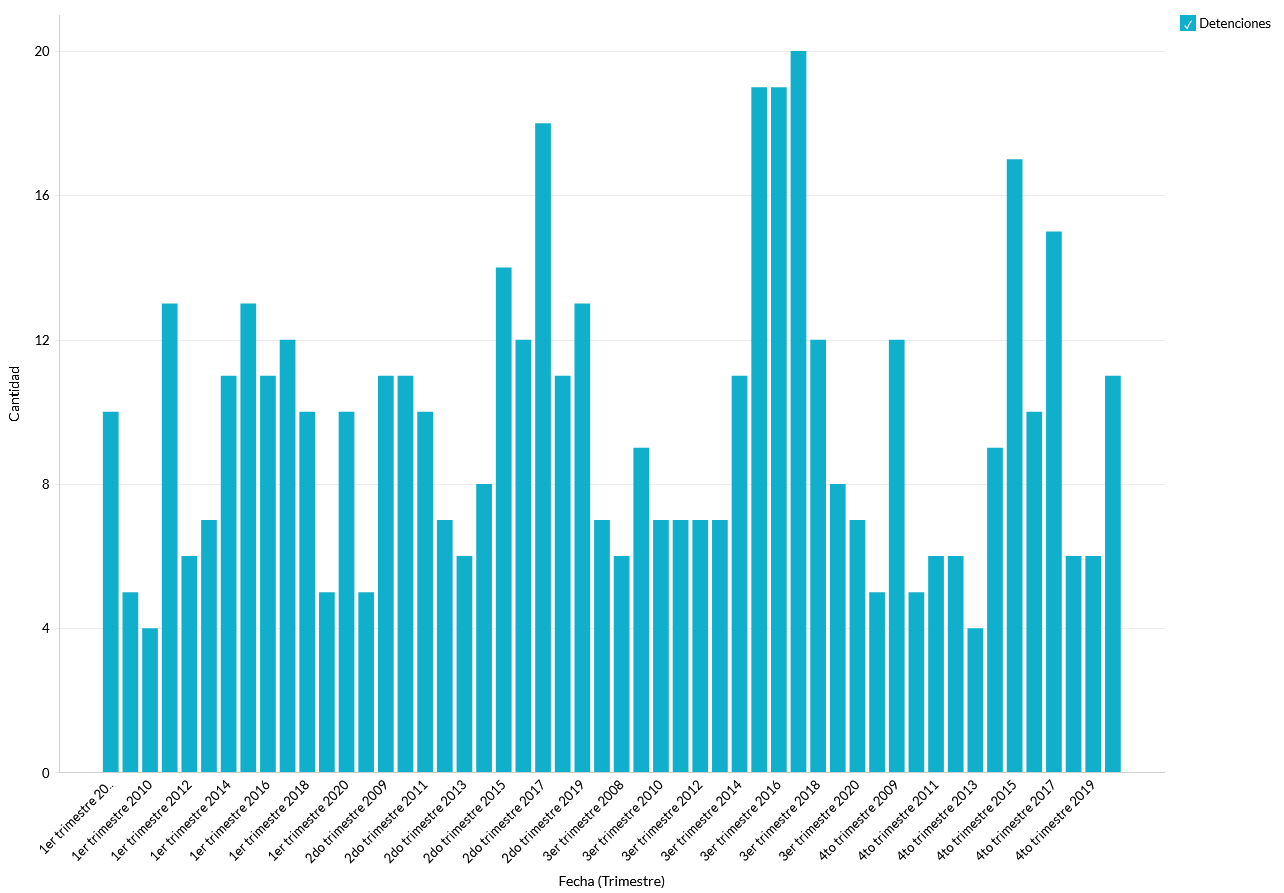 Detenciones
20
16
12
8
4
0
Cantidad
1er trimestre 20..
1er trimestre 2010
1er trimestre 2012
1er trimestre 2014
1er trimestre 2016
1er trimestre 2018
1er trimestre 2020
2do trimestre 2009
2do trimestre 2011
2do trimestre 2013
2do trimestre 2015
2do trimestre 2017
2do trimestre 2019
3er trimestre 2008
3er trimestre 2010
3er trimestre 2012
3er trimestre 2014
3er trimestre 2016
3er trimestre 2018
3er trimestre 2020
4to trimestre 2009
4to trimestre 2011
4to trimestre 2013
4to trimestre 2015
4to trimestre 2017
4to trimestre 2019
Fecha (Trimestre)